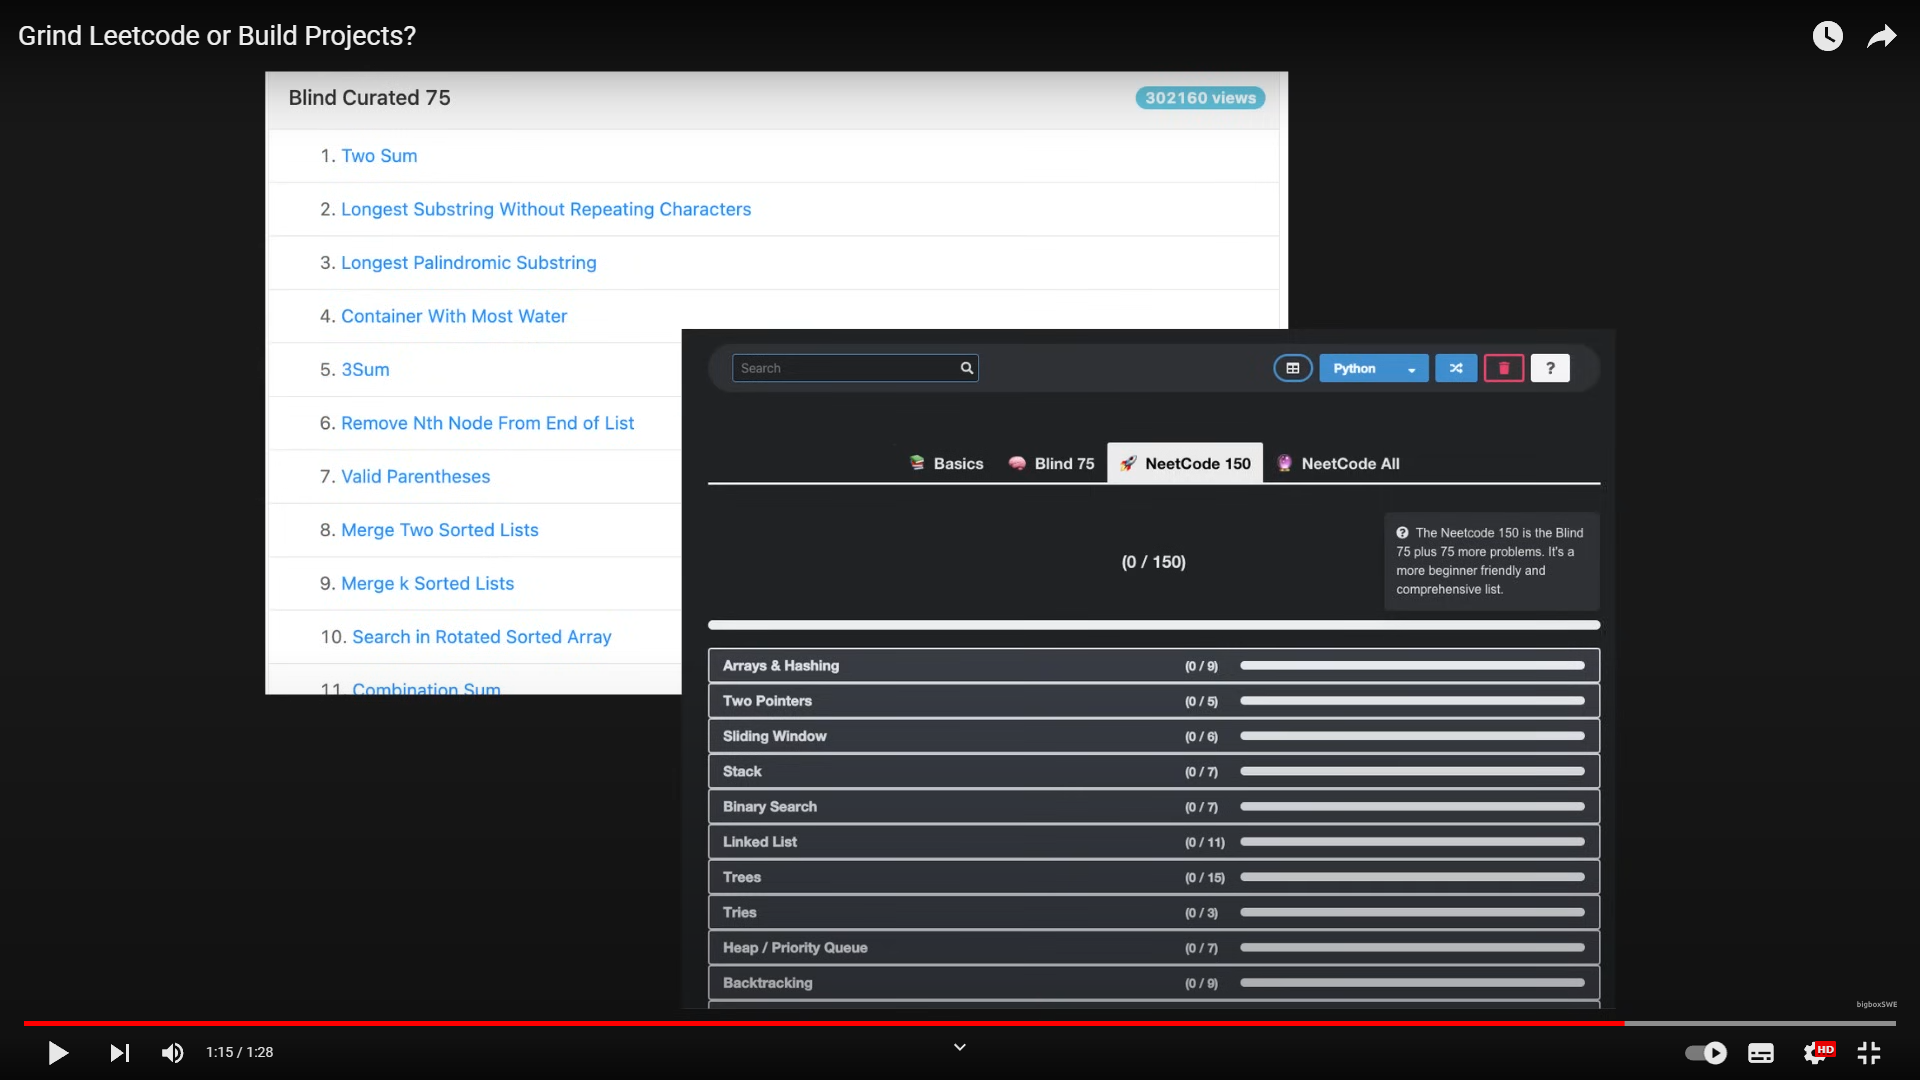 Grind Leetcode or Build Projects?
Blind Curated 75
302160 views
1. Two Sum
2. Longest Substring Without Repeating Characters
3. Longest Palindromic Substring
4. Container With Most Water
5. 3Sum
6. Remove Nth Node From End of List
7. Valid Parentheses
8. Merge Two Sorted Lists
9. Merge k Sorted Lists
10. Search in Rotated Sorted Array
11. Combination Sum
Search
Python
?
Basics
Blind 75
NeetCode 150
NeetCode All
(0 / 150)
The Neetcode 150 is the Blind
75 plus 75 more problems. It's a
more beginner friendly and
comprehensive list.
Arrays & Hashing (0 / 9)
Two Pointers (0 / 5)
Sliding Window (0 / 6)
Stack (0 / 7)
Binary Search (0 / 7)
Linked List (0 / 11)
Trees (0 / 15)
Tries (0 / 3)
Heap / Priority Queue (0 / 7)
Backtracking (0 / 9)
bigboxSWE
1:15 / 1:28
HD